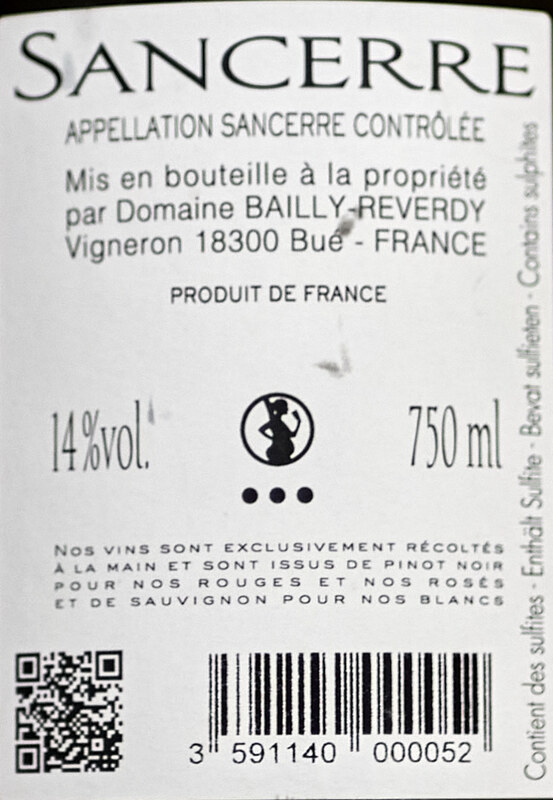 SANCERRE
APPELLATION SANCERRE CONTRÔLÉE
Mis en bouteille à la propriété
par Domaine BAILLY-REVERDY
Vigneron 18300 Bué - FRANCE
PRODUIT DE FRANCE
14%vol.
750 ml
NOS VINS SONT EXCLUSIVEMENT RÉCOLTÉS
À LA MAIN ET SONT ISSUS DE PINOT NOIR
POUR NOS ROUGES ET NOS ROSÉS
ET DE SAUVIGNON POUR NOS BLANCS
3 591140 000052
Contient des sulfites - Enthält Sulfite - Bevat sulfieten - Contains sulphites